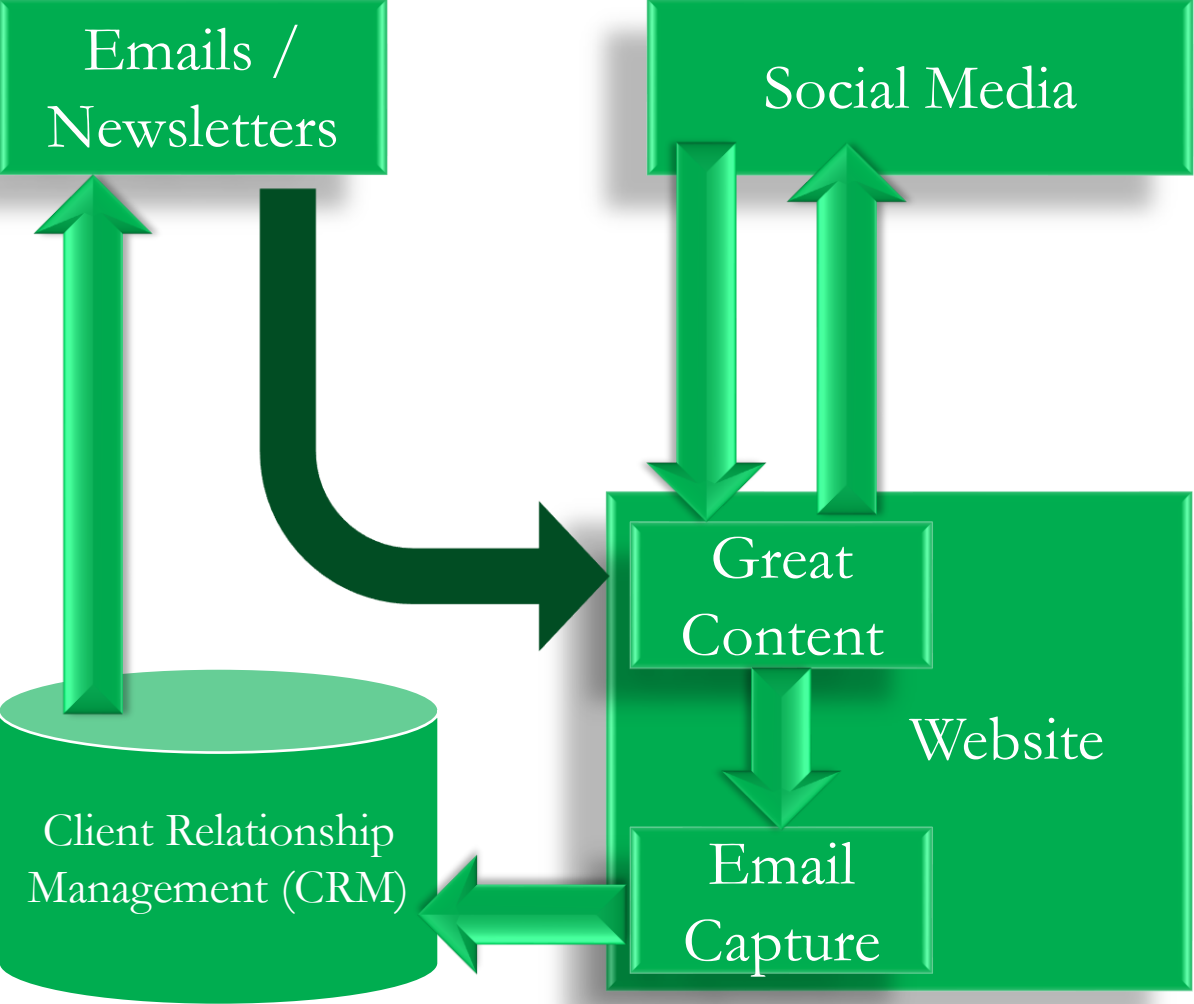 Emails /
Newsletters
Social Media
Great
Content
Website
Client Relationship
Management (CRM)
Email
Capture